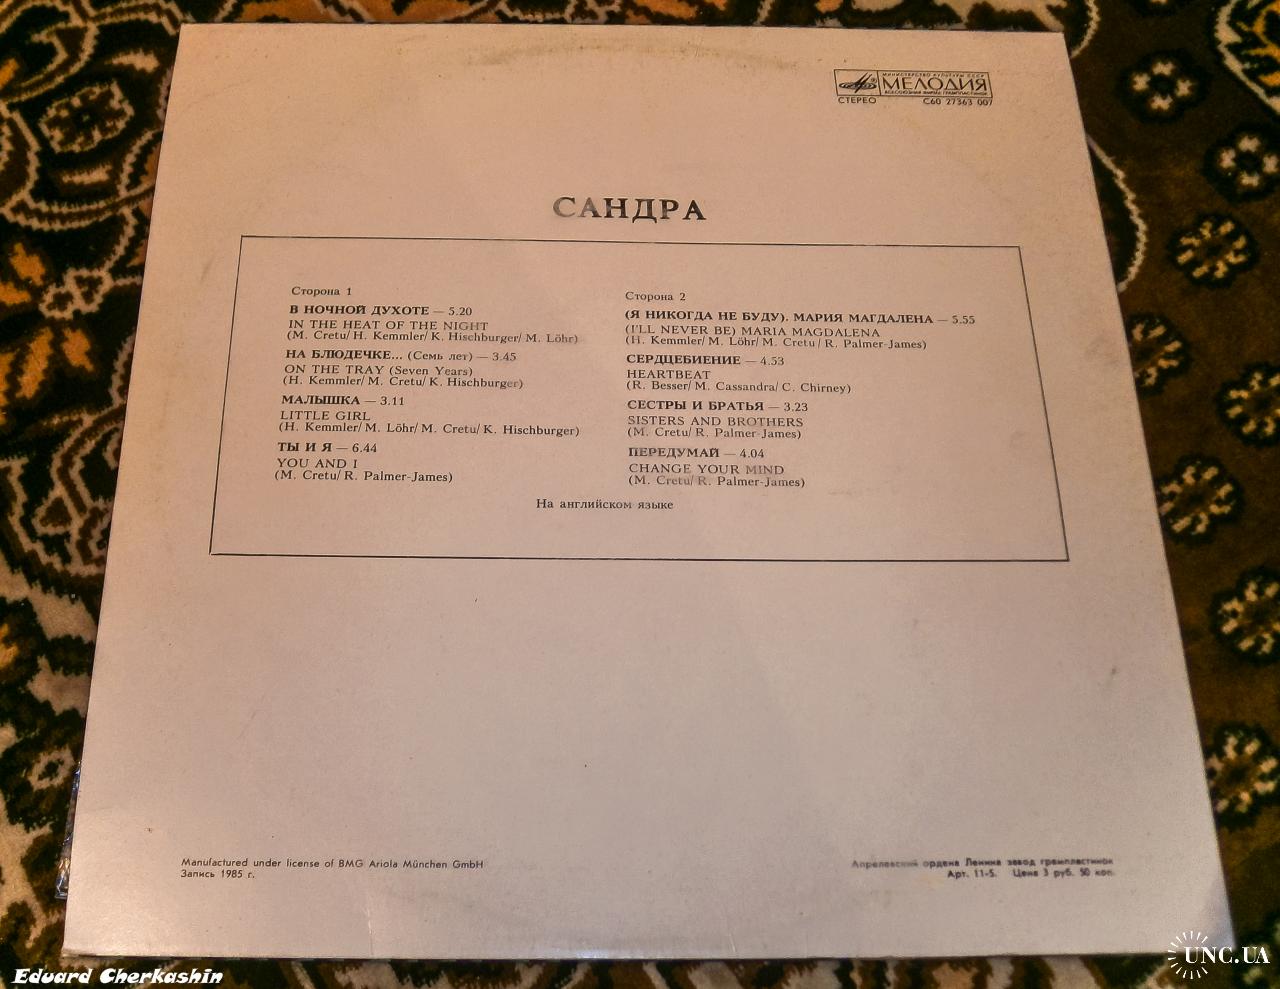 МИНИСТЕРСТВО КУЛЬТУРЫ СССР
МЕЛОДИЯ
ВСЕСОЮЗНАЯ ФИРМА ГРАМПЛАСТИНОК
СТЕРЕО С60 27363 007
САНДРА
Сторона 1
В НОЧНОЙ ДУХОТЕ — 5.20
IN THE HEAT OF THE NIGHT
(M. Cretu/ H. Kemmler/ K. Hischburger/ M. Löhr)
НА БЛЮДЕЧКЕ... (Семь лет) — 3.45
ON THE TRAY (Seven Years)
(H. Kemmler/ M. Cretu/ K. Hischburger)
МАЛЫШКА — 3.11
LITTLE GIRL
(H. Kemmler/ M. Löhr/ M. Cretu/ K. Hischburger)
ТЫ И Я — 6.44
YOU AND I
(M. Cretu/ R. Palmer-James)
Сторона 2
(Я НИКОГДА НЕ БУДУ). МАРИЯ МАГДАЛЕНА — 5.55
(I'LL NEVER BE) MARIA MAGDALENA
(H. Kemmler/ M. Löhr/ M. Cretu / R. Palmer-James)
СЕРДЦЕБИЕНИЕ — 4.53
HEARTBEAT
(R. Besser/ M. Cassandra/ C. Chirney)
СЕСТРЫ И БРАТЬЯ — 3.23
SISTERS AND BROTHERS
(M. Cretu/ R. Palmer-James)
ПЕРЕДУМАЙ — 4.04
CHANGE YOUR MIND
(M. Cretu/ R. Palmer-James)
На английском языке
Manufactured under license of BMG Ariola München GmbH
Запись 1985 г.
Апрелевский ордена Ленина завод грампластинок
Арт. 11-5. Цена 3 руб. 50 коп.
Eduard Cherkashin
UNC.UA